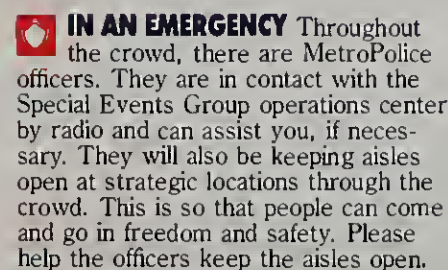 IN AN EMERGENCY Throughout
the crowd, there are MetroPolice
officers. They are in contact with the
Special Events Group operations center
by radio and can assist you, if neces-
sary. They will also be keeping aisles
open at strategic locations through the
crowd. This is so that people can come
and go in freedom and safety. Please
help the officers keep the aisles open.